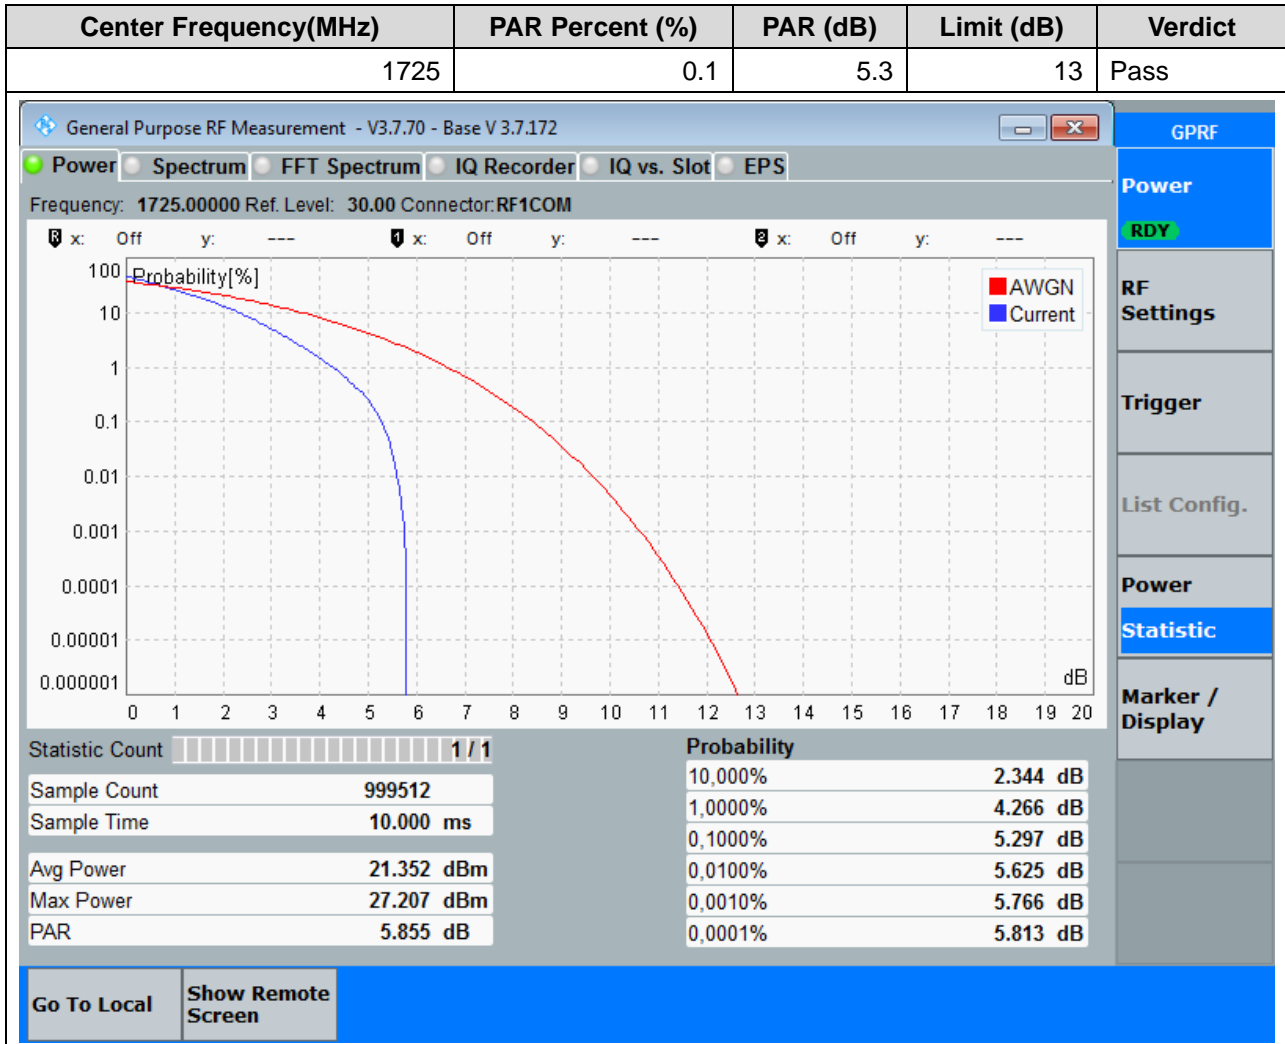 Center Frequency(MHz) PAR Percent (%) PAR (dB) Limit (dB) Verdict
1725 0.1 5.3 13 Pass
General Purpose RF Measurement - V3.7.70 - Base V 3.7.172
GPRF
Power Spectrum FFT Spectrum IQ Recorder IQ vs. Slot EPS
Frequency: 1725.00000 Ref. Level: 30.00 Connector:RF1COM
R x: Off y: --- 1 x: Off y: --- 2 x: Off y: ---
Probability[%]
100
10
1
0.1
0.01
0.001
0.0001
0.00001
0.000001
AWGN
Current
dB
0 1 2 3 4 5 6 7 8 9 10 11 12 13 14 15 16 17 18 19 20
Statistic Count 1 / 1
Sample Count 999512
Sample Time 10.000 ms
Avg Power 21.352 dBm
Max Power 27.207 dBm
PAR 5.855 dB
Probability
10,000% 2.344 dB
1,0000% 4.266 dB
0,1000% 5.297 dB
0,0100% 5.625 dB
0,0010% 5.766 dB
0,0001% 5.813 dB
Power
RDY
RF
Settings
Trigger
List Config.
Power
Statistic
Marker /
Display
Go To Local
Show Remote
Screen